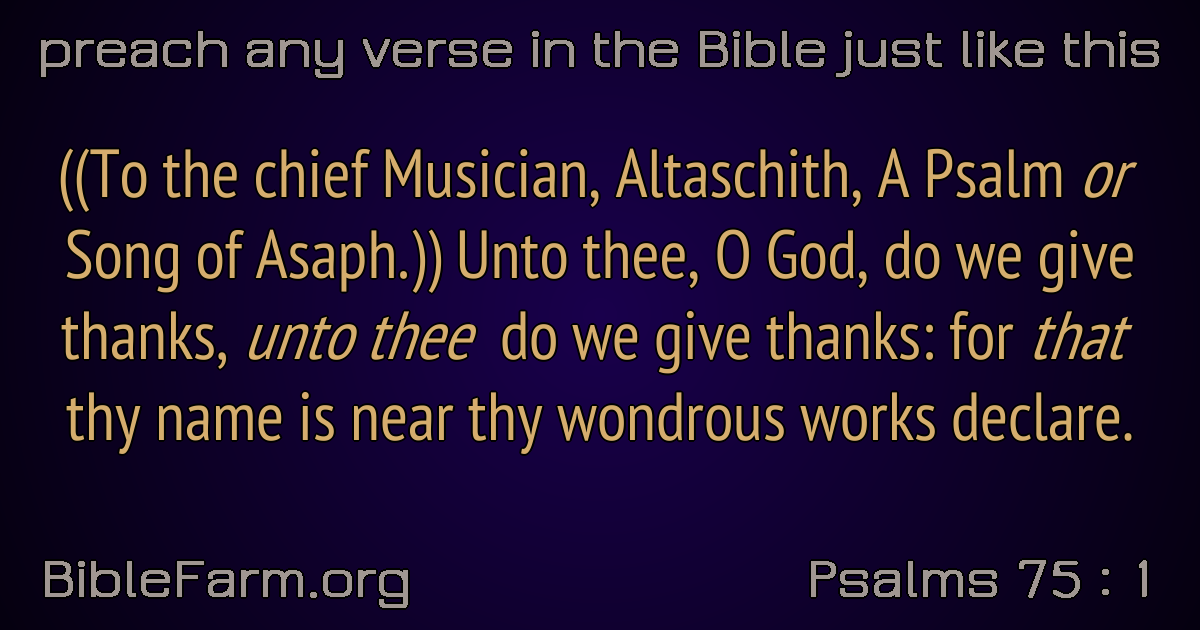 preach any verse in the Bible just like this
((To the chief Musician, Altaschith, A Psalm or
Song of Asaph.)) Unto thee, O God, do we give
thanks, unto thee do we give thanks: for that
thy name is near thy wondrous works declare.
BibleFarm.org
Psalms 75 : 1